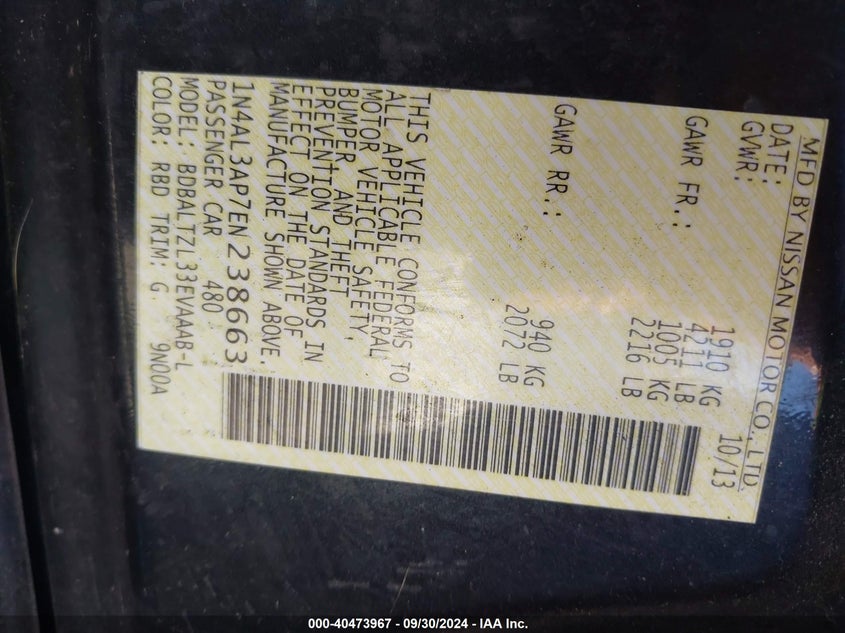 MFD BY NISSAN MOTOR CO., LTD.
DATE: 10/13
GVWR: 1910 KG
4211 LB
GAWR FR.: 1005 KG
2216 LB
GAWR RR.: 940 KG
2072 LB
THIS VEHICLE CONFORMS TO
ALL APPLICABLE FEDERAL
MOTOR VEHICLE SAFETY,
BUMPER AND THEFT
PREVENTION STANDARDS IN
EFFECT ON THE DATE OF
MANUFACTURE SHOWN ABOVE.
1N4AL3AP7EN238663
PASSENGER CAR 480
MODEL: BDBALTZL33EVAAAB-L
COLOR: RBD TRIM: G 9N00A
000-40473967 - 09/30/2024 - IAA Inc.